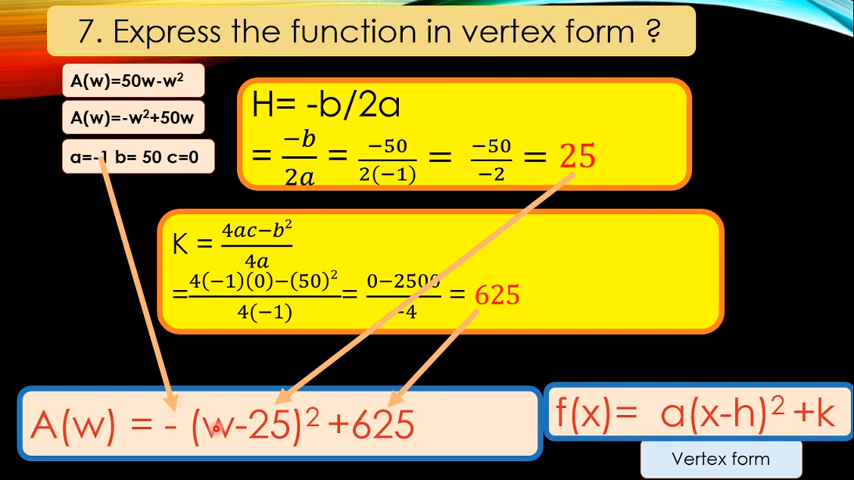 7. Express the function in vertex form ?
A(w)=50w-w²
A(w)=-w²+50w
a=-1 b= 50 c=0
H= -b/2a
= −b/2a = −50/2(−1) = −50/−2 = 25
K = 4ac−b²/4a
=4(−1)(0)−(50)²/4(−1) = 0−2500/−4 = 625
A(w) = - (w-25)² +625
f(x)= a(x-h)² +k
Vertex form